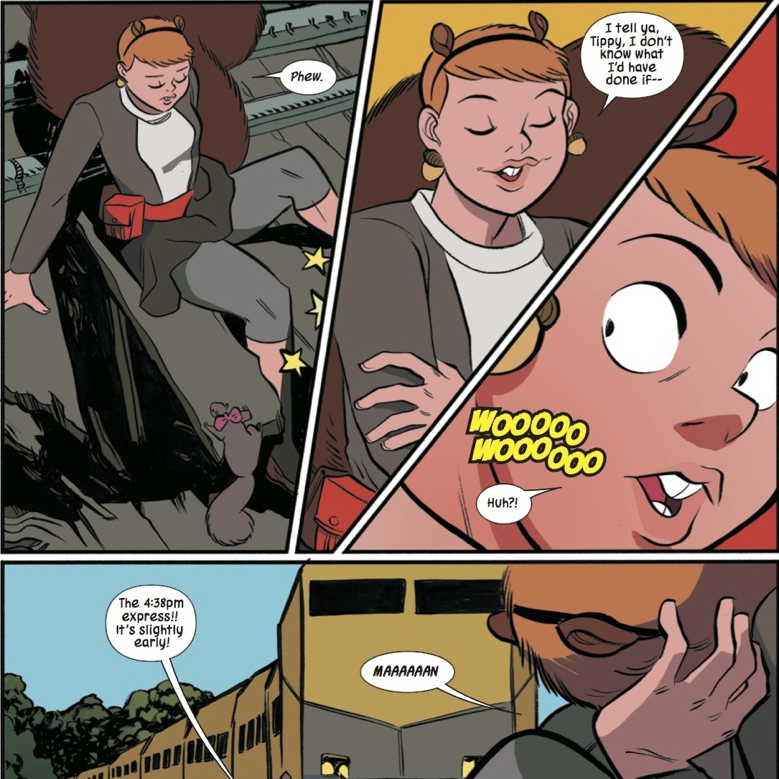 Phew.
I tell ya,
Tippy, I don't
know what
I'd have
done if--
WOOOOO
WOOOOOO
Huh?!
The 4:38pm
express!!
It's slightly
early!
MAAAAAAN